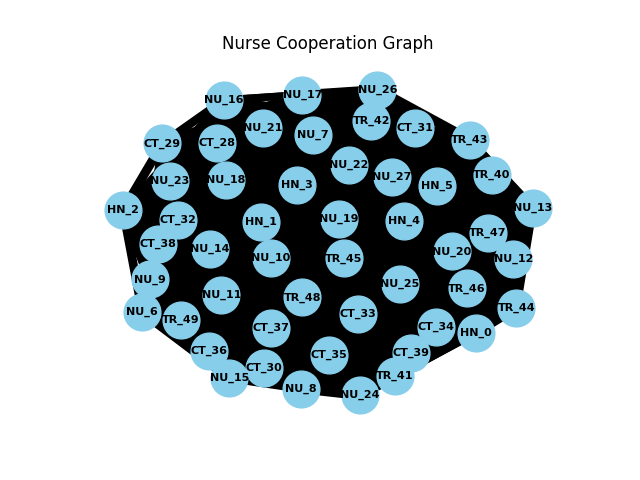 Nurse Cooperation Graph
NU_26
NU_17
NU_16
TR_42
NU_21
CT_31
NU_7
TR_43
CT_29
CT_28
NU_22
TR_40
NU_27
NU_18
NU_23
HN_3
HN_5
NU_13
HN_2
CT_32
HN_1
NU_19
HN_4
TR_47
CT_38
NU_14
NU_20
NU_10
TR_45
NU_12
NU_9
NU_25
TR_46
NU_11
TR_48
TR_44
NU_6
CT_33
TR_49
CT_37
CT_34
HN_0
CT_36
CT_35
CT_39
CT_30
NU_15
TR_41
NU_8
NU_24